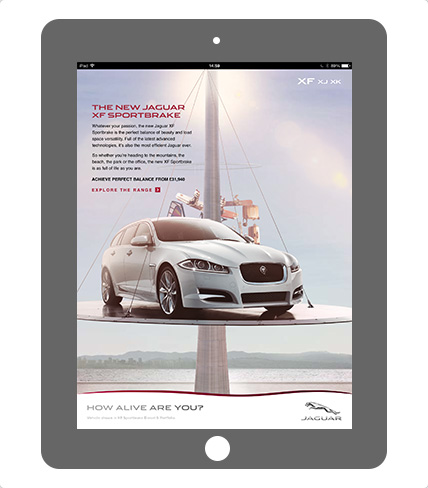 iPad
14:59
XF XJ XK
THE NEW JAGUAR
XF SPORTBRAKE
Whatever your passion, the new Jaguar XF
Sportbrake is the perfect balance of beauty and load
space versatility. Full of the latest advanced
technologies, it's also the most efficient Jaguar ever.
So whether you're heading to the mountains, the
beach, the park or the office, the new XF Sportbrake
is as full of life as you are.
ACHIEVE PERFECT BALANCE FROM £31,940
EXPLORE THE RANGE
HOW ALIVE ARE YOU?
JAGUAR